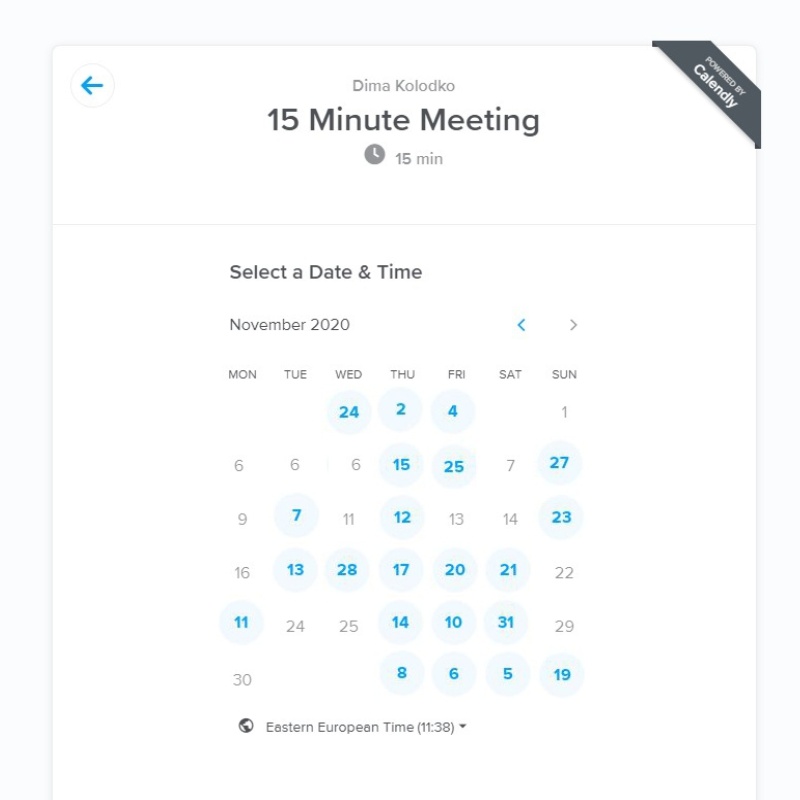 POWERED BY
Calendly
Dima Kolodko
15 Minute Meeting
15 min
Select a Date & Time
November 2020
MON TUE WED THU FRI SAT SUN
24 2 4 1
6 6 6 15 25 7 27
9 7 11 12 13 14 23
16 13 28 17 20 21 22
11 24 25 14 10 31 29
30 8 6 5 19
Eastern European Time (11:38)